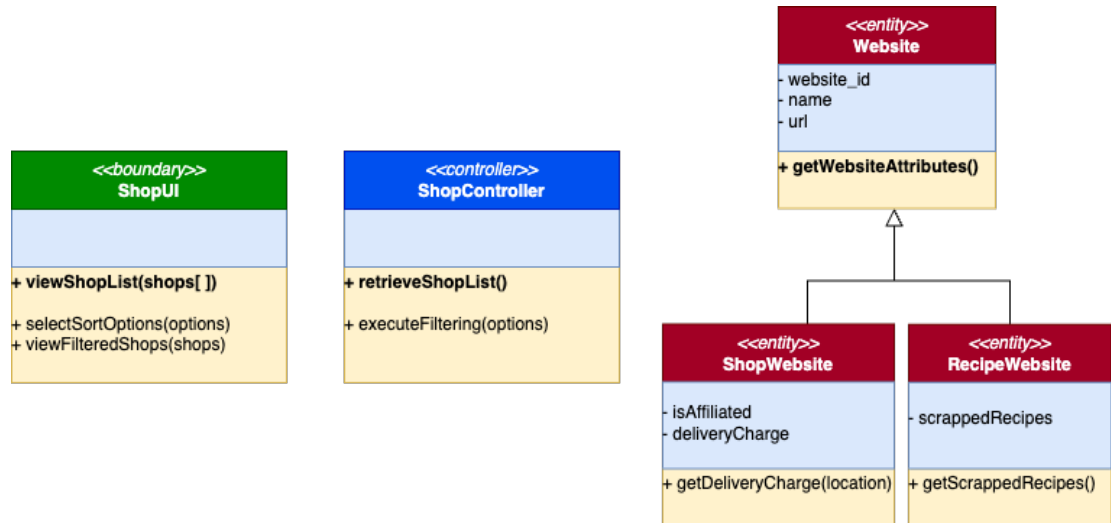 <<entity>>
Website
- website_id
- name
- url
+ getWebsiteAttributes()
<<boundary>>
ShopUI
+ viewShopList(shops[ ])
+ selectSortOptions(options)
+ viewFilteredShops(shops)
<<controller>>
ShopController
+ retrieveShopList()
+ executeFiltering(options)
<<entity>>
ShopWebsite
- isAffiliated
- deliveryCharge
+ getDeliveryCharge(location)
<<entity>>
RecipeWebsite
- scrappedRecipes
+ getScrappedRecipes()